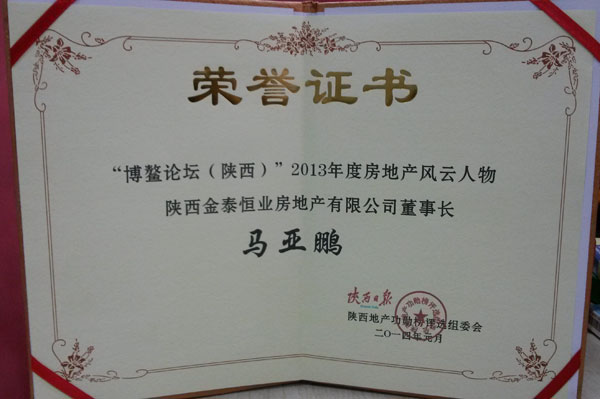 荣誉证书
“博鳌论坛（陕西）”2013年度房地产风云人物
陕西金泰恒业房地产有限公司董事长
马亚鹏
陕西日报
陕西地产功勋榜评选组委会
二〇一四年元月